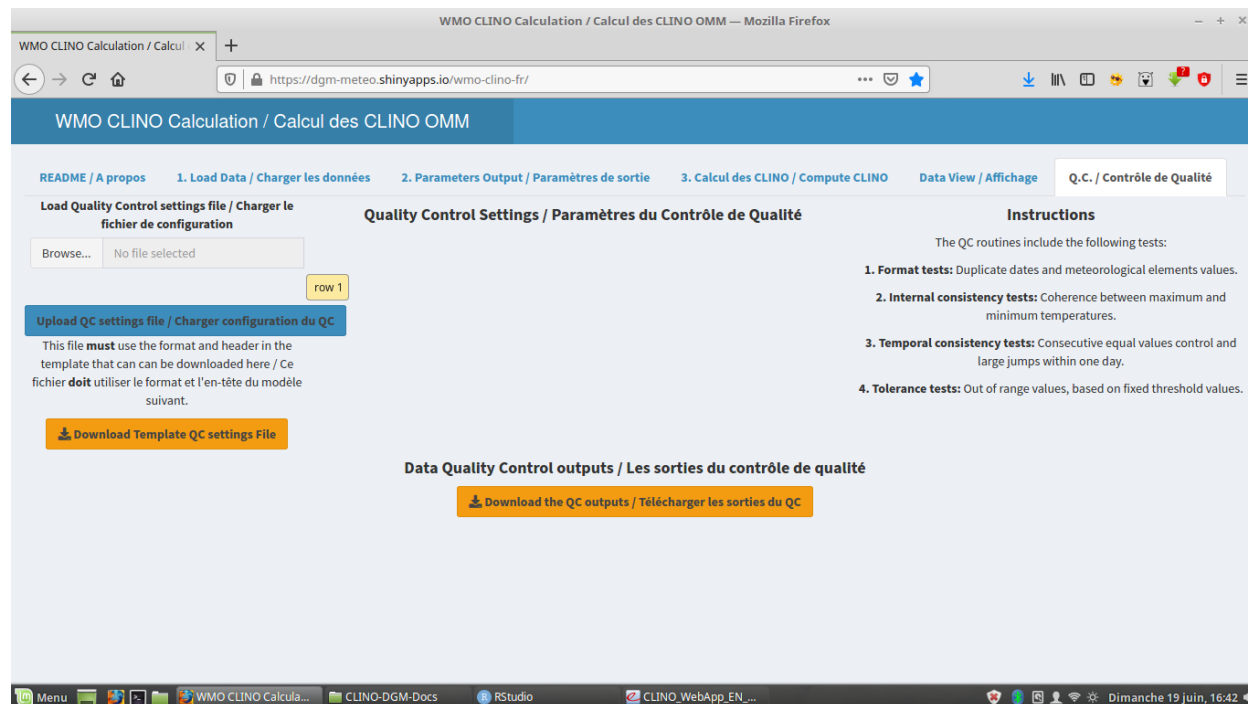 WMO CLINO Calculation / Calcul des CLINO OMM — Mozilla Firefox
WMO CLINO Calculation / Calcul
https://dgm-meteo.shinyapps.io/wmo-clino-fr/
WMO CLINO Calculation / Calcul des CLINO OMM
README / A propos 1. Load Data / Charger les données 2. Parameters Output / Paramètres de sortie 3. Calcul des CLINO / Compute CLINO Data View / Affichage Q.C. / Contrôle de Qualité
Load Quality Control settings file / Charger le
fichier de configuration
Browse... No file selected
row 1
Upload QC settings file / Charger configuration du QC
This file must use the format and header in the
template that can can be downloaded here / Ce
fichier doit utiliser le format et l'en-tête du modèle
suivant.
Download Template QC settings File
Quality Control Settings / Paramètres du Contrôle de Qualité
Instructions
The QC routines include the following tests:
1. Format tests: Duplicate dates and meteorological elements values.
2. Internal consistency tests: Coherence between maximum and
minimum temperatures.
3. Temporal consistency tests: Consecutive equal values control and
large jumps within one day.
4. Tolerance tests: Out of range values, based on fixed threshold values.
Data Quality Control outputs / Les sorties du contrôle de qualité
Download the QC outputs / Télécharger les sorties du QC
Menu WMO CLINO Calcula... CLINO-DGM-Docs RStudio CLINO_WebApp_EN_... Dimanche 19 juin, 16:42